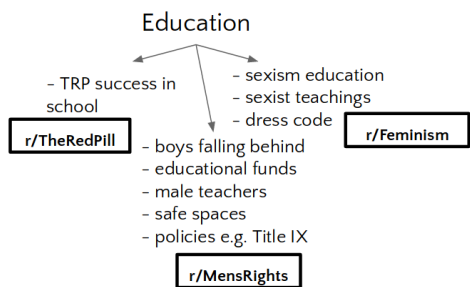 Education
- TRP success in
school
r/TheRedPill
- sexism education
- sexist teachings
- dress code
r/Feminism
- boys falling behind
- educational funds
- male teachers
- safe spaces
- policies e.g. Title IX
r/MensRights